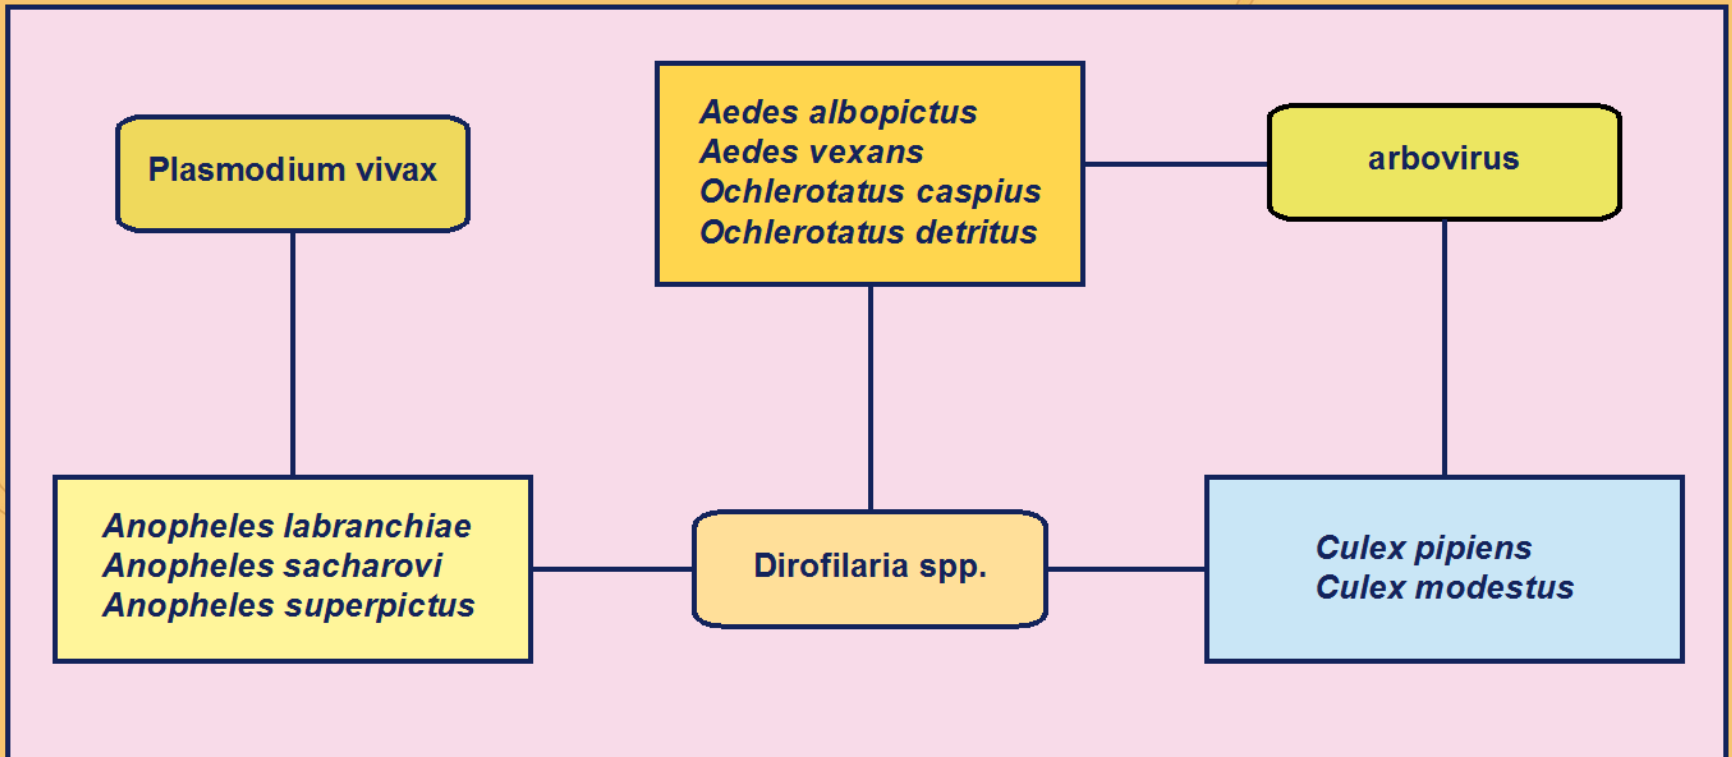 Plasmodium vivax
Aedes albopictus
Aedes vexans
Ochlerotatus caspius
Ochlerotatus detritus
arbovirus
Anopheles labranchiae
Anopheles sacharovi
Anopheles superpictus
Dirofilaria spp.
Culex pipiens
Culex modestus